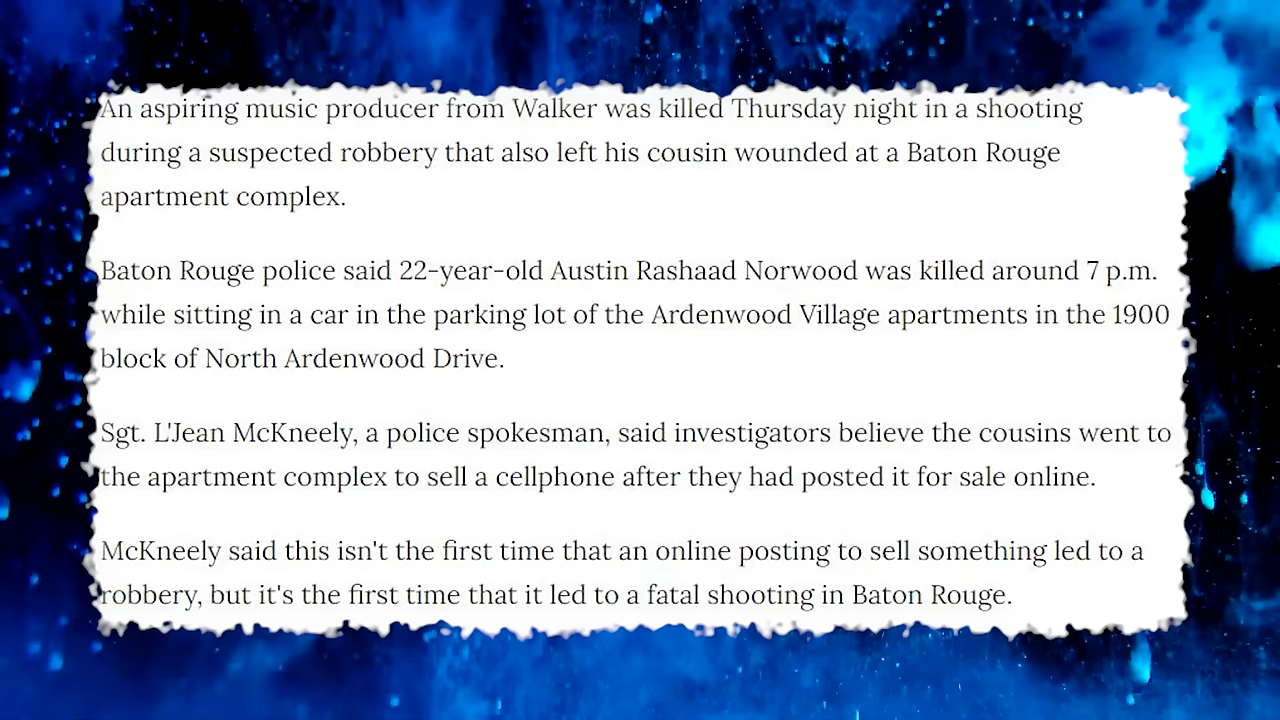 An aspiring music producer from Walker was killed Thursday night in a shooting
during a suspected robbery that also left his cousin wounded at a Baton Rouge
apartment complex.
Baton Rouge police said 22-year-old Austin Rashaad Norwood was killed around 7 p.m.
while sitting in a car in the parking lot of the Ardenwood Village apartments in the 1900
block of North Ardenwood Drive.
Sgt. L'Jean McKneely, a police spokesman, said investigators believe the cousins went to
the apartment complex to sell a cellphone after they had posted it for sale online.
McKneely said this isn't the first time that an online posting to sell something led to a
robbery, but it's the first time that it led to a fatal shooting in Baton Rouge.